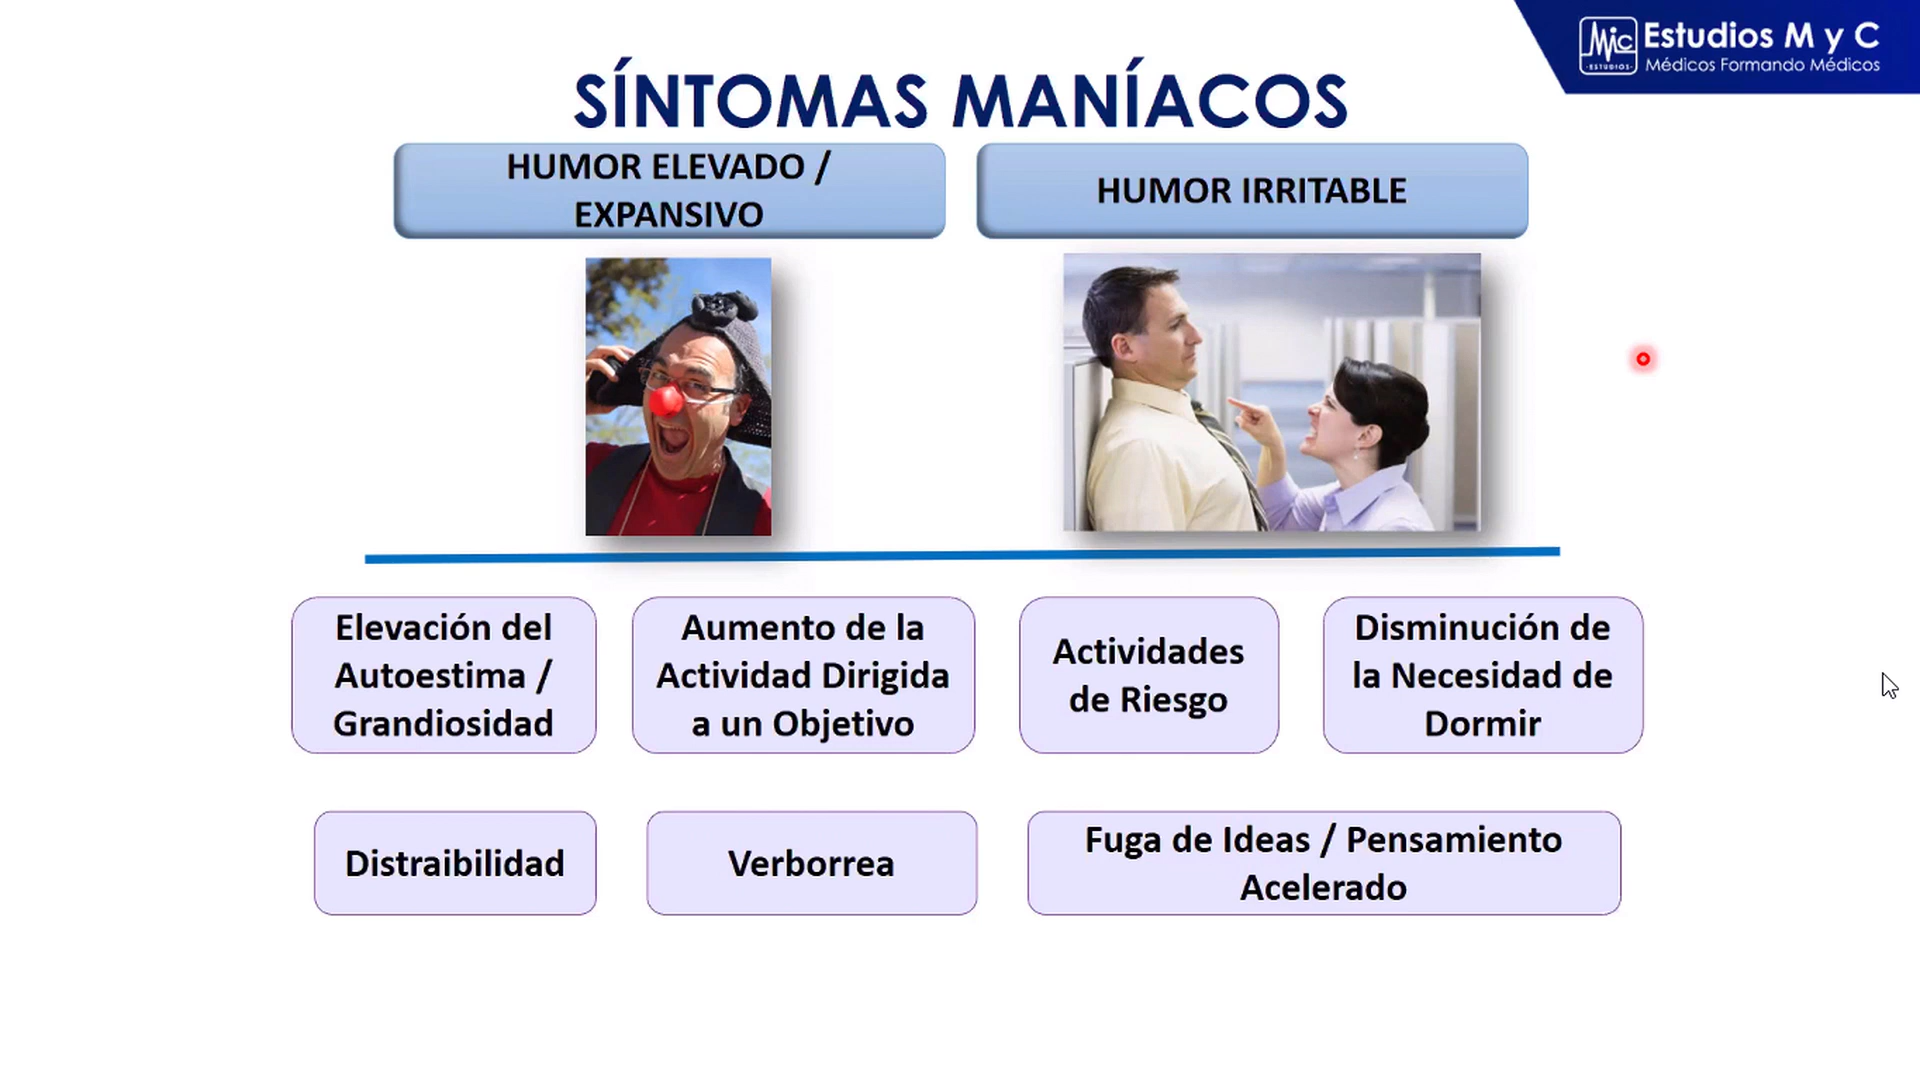 Estudios M y C
Médicos Formando Médicos
MyC
ESTUDIOS
SÍNTOMAS MANÍACOS
HUMOR ELEVADO /
EXPANSIVO
HUMOR IRRITABLE
Elevación del
Autoestima /
Grandiosidad
Aumento de la
Actividad Dirigida
a un Objetivo
Actividades
de Riesgo
Disminución de
la Necesidad de
Dormir
Distraibilidad
Verborrea
Fuga de Ideas / Pensamiento
Acelerado